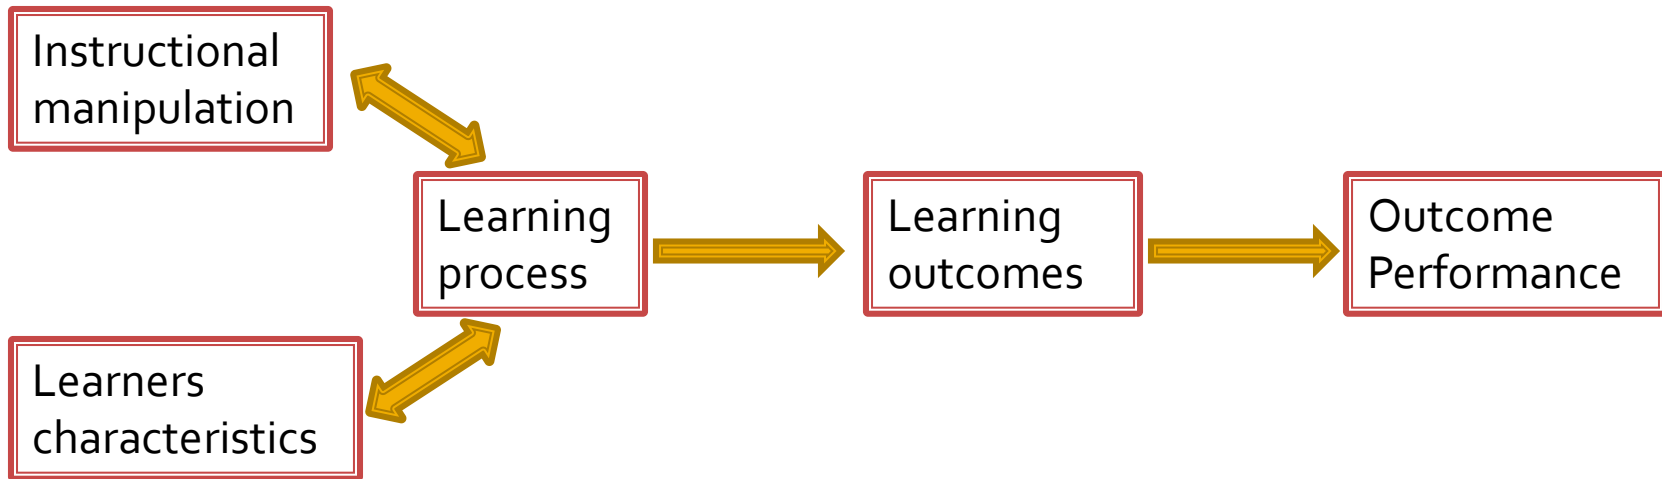 Instructional
manipulation
Learning
process
Learning
outcomes
Outcome
Performance
Learners
characteristics